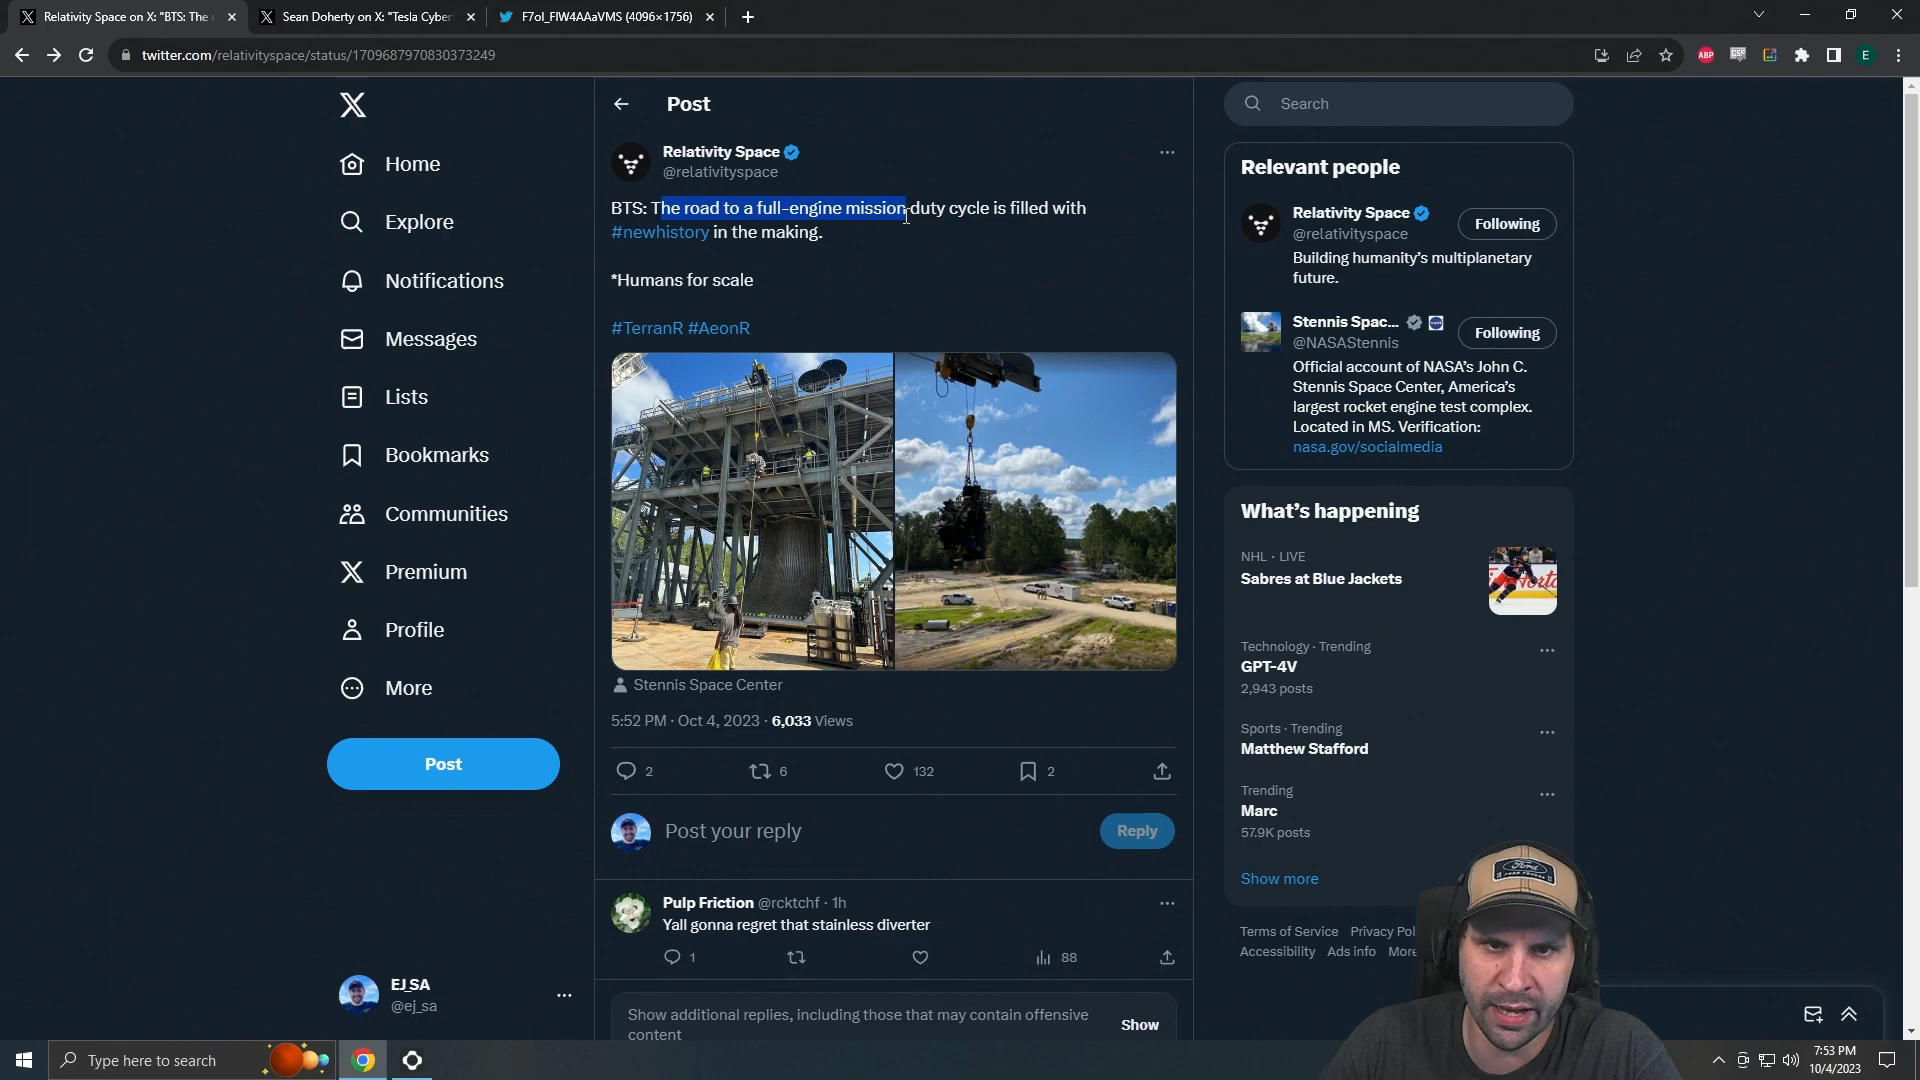 Relativity Space on X: "BTS: The r
Sean Doherty on X: "Tesla Cyber
F7ol_FIW4AAaVMS (4096×1756)
twitter.com/relativityspace/status/1709687970830373249
ABP
E
Home
Explore
Notifications
Messages
Lists
Bookmarks
Communities
Premium
Profile
More
Post
EJ_SA
@ej_sa
Post
Relativity Space
@relativityspace
BTS: The road to a full-engine mission duty cycle is filled with
#newhistory in the making.
*Humans for scale
#TerranR #AeonR
Stennis Space Center
5:52 PM · Oct 4, 2023 · 6,033 Views
2
6
132
2
Post your reply
Reply
Pulp Friction @rcktchf · 1h
Yall gonna regret that stainless diverter
1
88
Show additional replies, including those that may contain offensive
content
Show
Search
Relevant people
Relativity Space
@relativityspace
Following
Building humanity's multiplanetary
future.
Stennis Spac...
@NASAStennis
Following
Official account of NASA's John C.
Stennis Space Center, America's
largest rocket engine test complex.
Located in MS. Verification:
nasa.gov/socialmedia
What's happening
NHL · LIVE
Sabres at Blue Jackets
Technology · Trending
GPT-4V
2,943 posts
Sports · Trending
Matthew Stafford
Trending
Marc
57.9K posts
Show more
Terms of Service Privacy Pol
Accessibility Ads info More
Ford
Type here to search
7:53 PM
10/4/2023